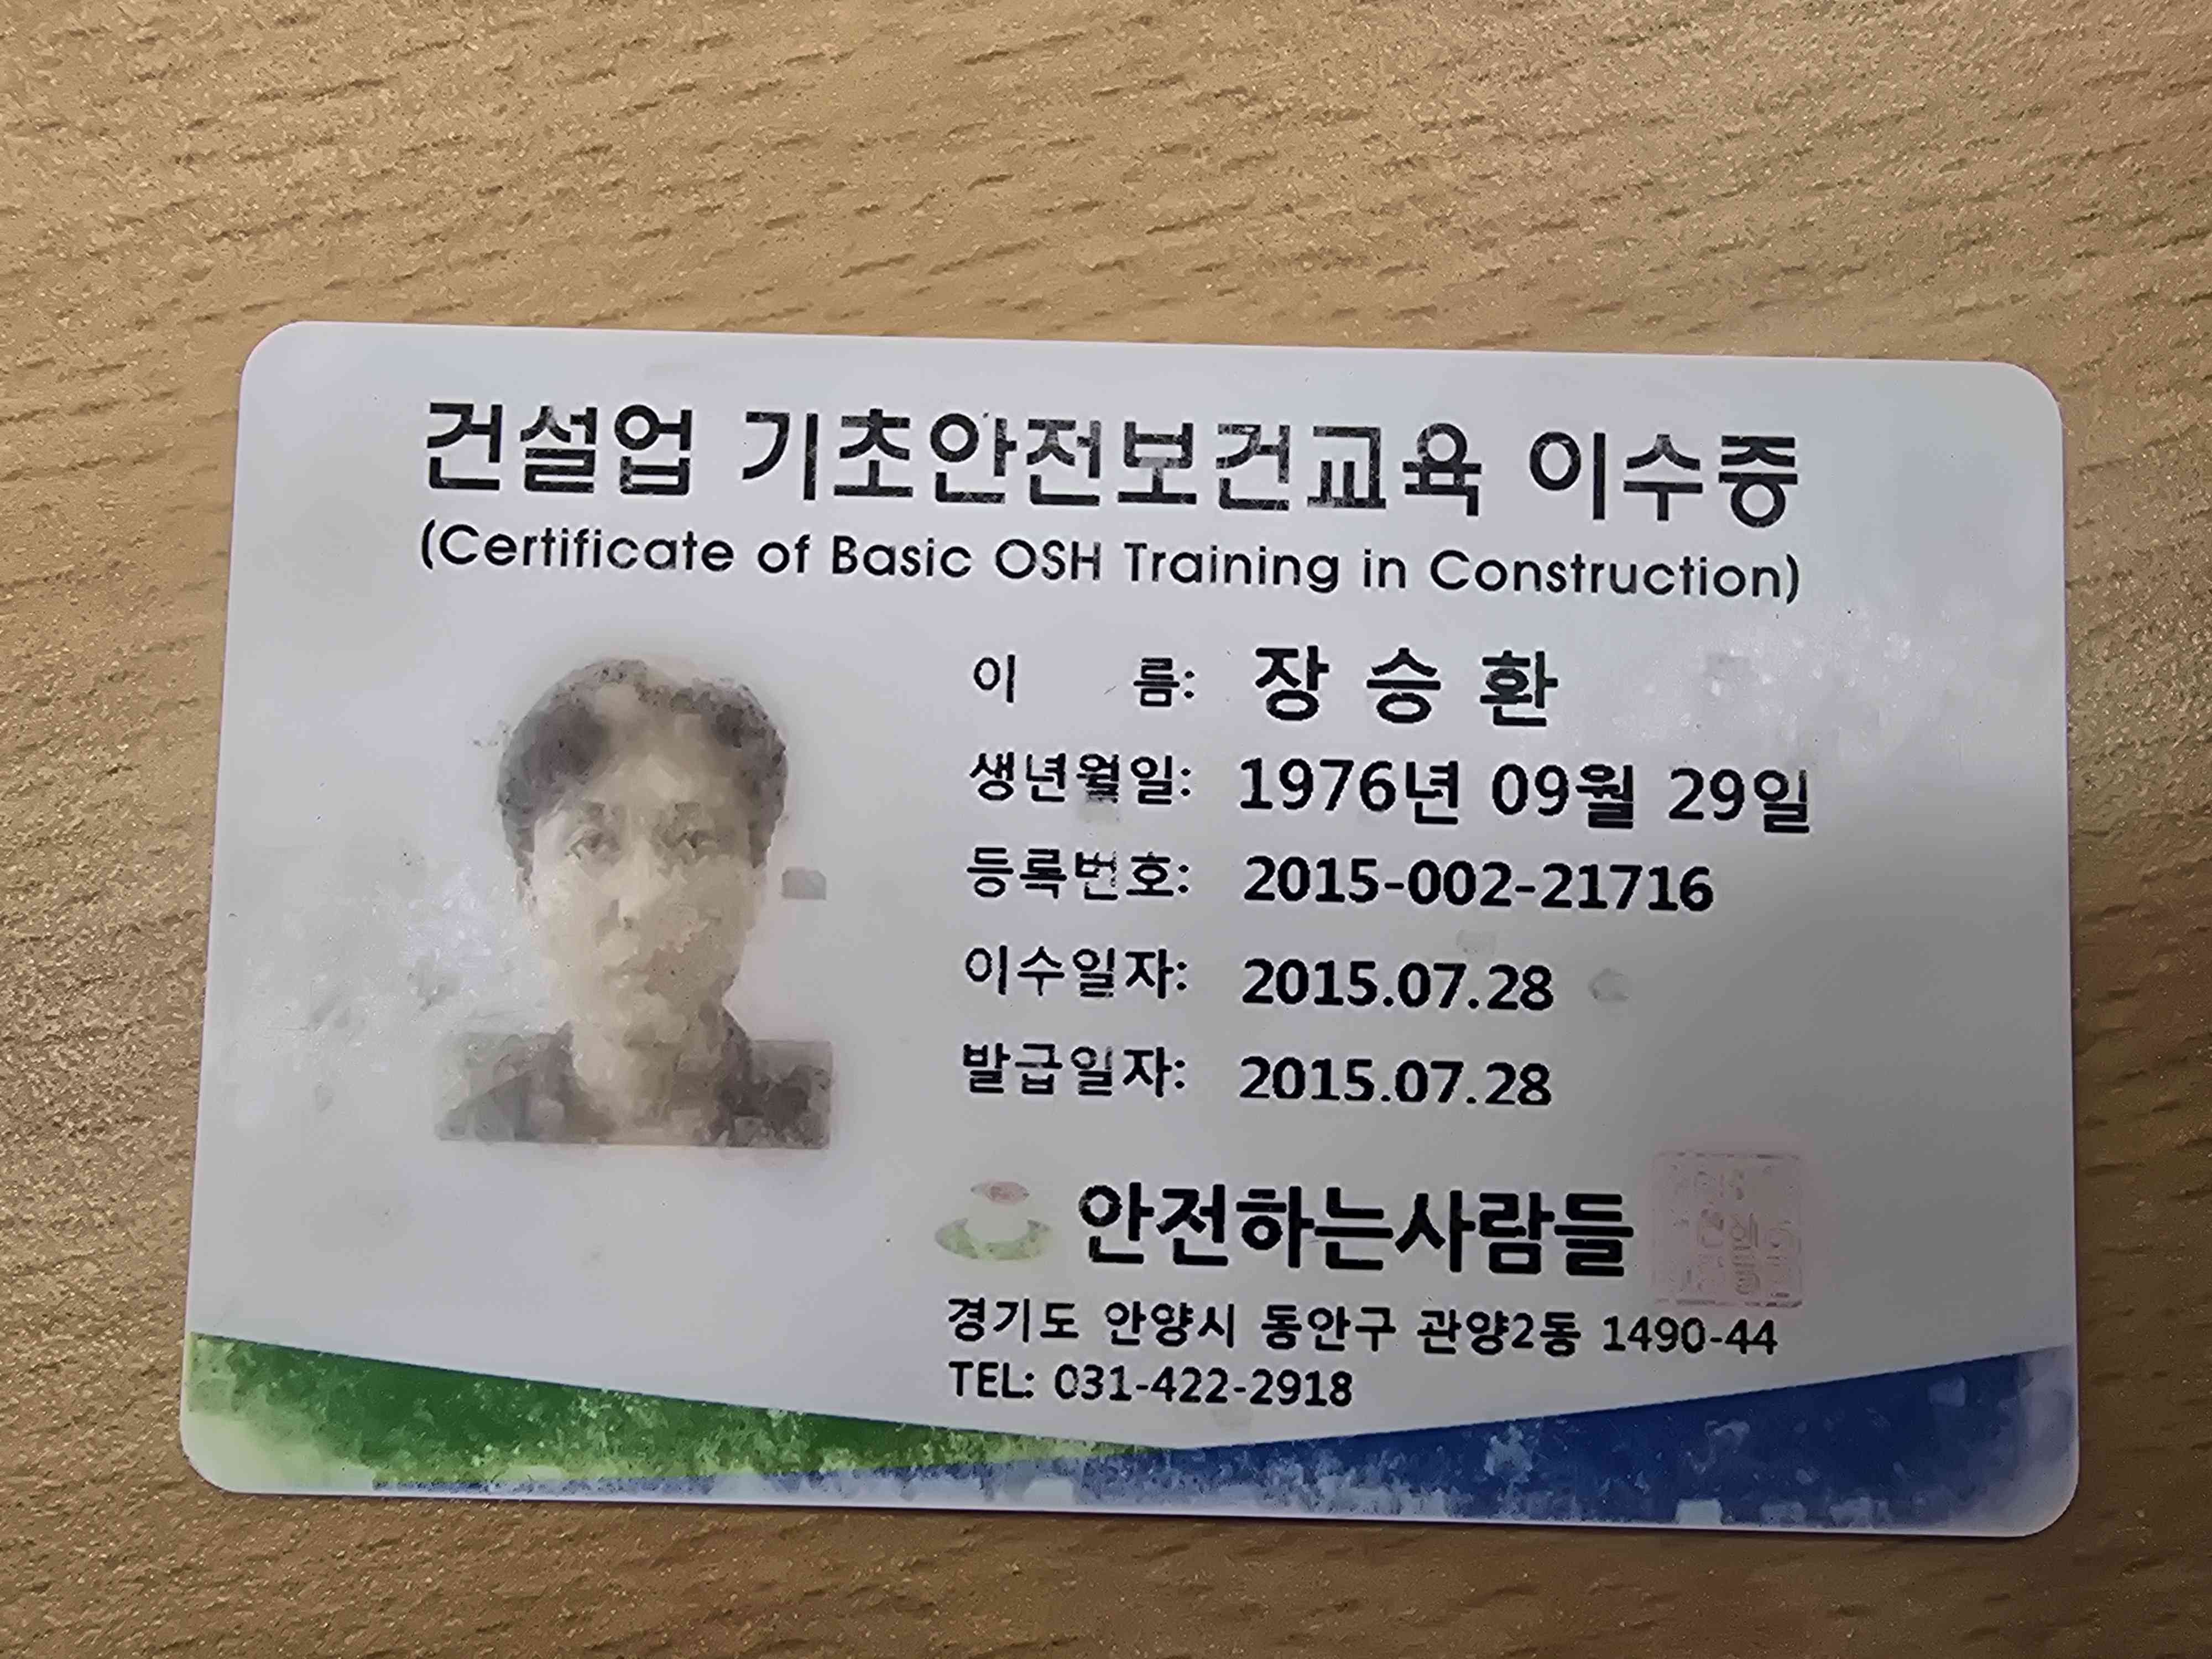 건설업 기초안전보건교육 이수증
(Certificate of Basic OSH Training in Construction)
이 름: 장 승 환
생년월일: 1976년 09월 29일
등록번호: 2015-002-21716
이수일자: 2015.07.28
발급일자: 2015.07.28
안전하는사람들
경기도 안양시 동안구 관양2동 1490-44
TEL: 031-422-2918